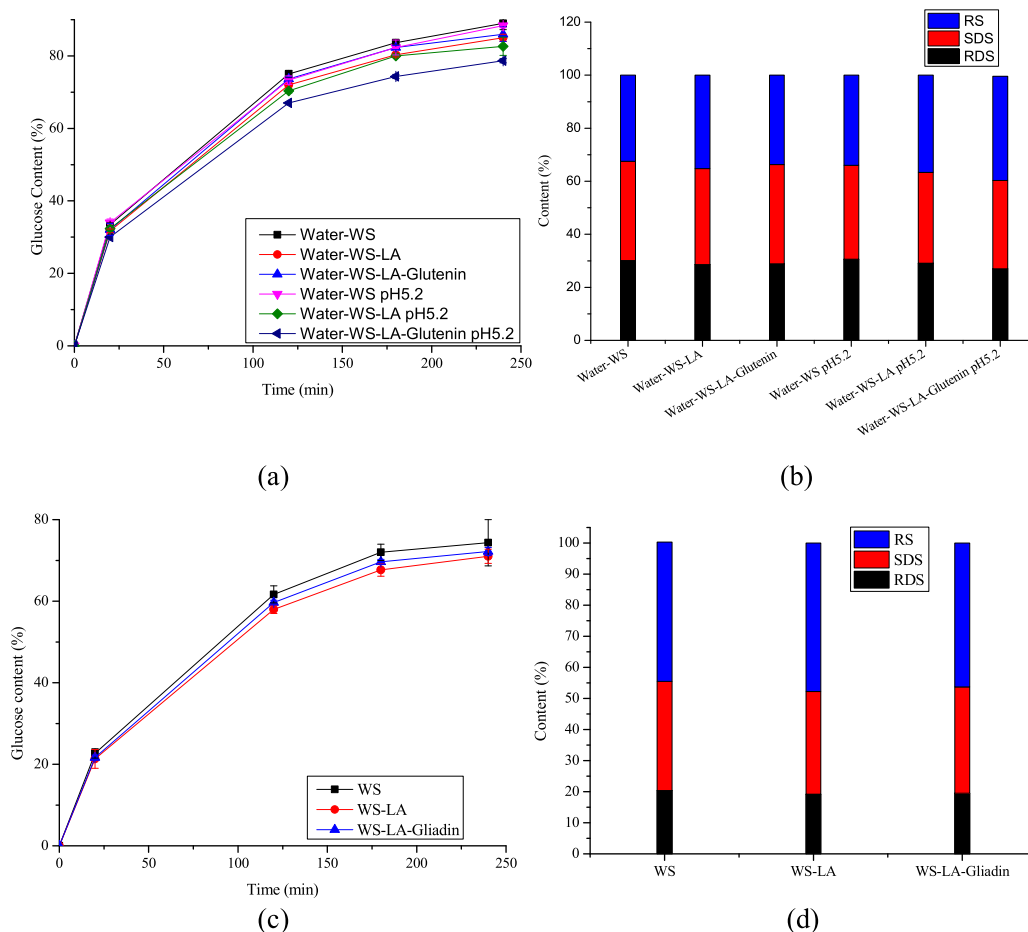 Glucose Content (%)
80
60
40
20
0
Water-WS
Water-WS-LA
Water-WS-LA-Glutenin
Water-WS pH5.2
Water-WS-LA pH5.2
Water-WS-LA-Glutenin pH5.2
0 50 100 150 200 250
Time (min)
(a)
Content (%)
120
100
80
60
40
20
0
RS
SDS
RDS
Water-WS
Water-WS-LA
Water-WS-LA-Glutenin
Water-WS pH5.2
Water-WS-LA pH5.2
Water-WS-LA-Glutenin pH5.2
(b)
Glucose content (%)
80
60
40
20
0
WS
WS-LA
WS-LA-Gliadin
0 50 100 150 200 250
Time (min)
(c)
Content (%)
100
90
80
70
60
50
40
30
20
10
0
RS
SDS
RDS
WS WS-LA WS-LA-Gliadin
(d)